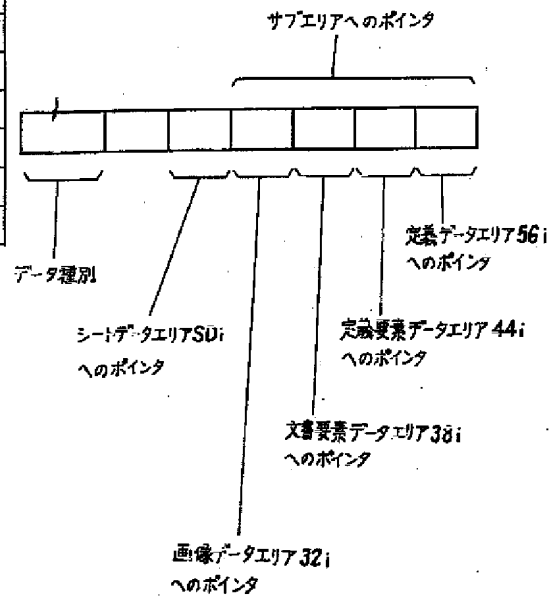 サブエリアへのポインタ
定義データエリア56i
へのポインタ
データ種別
定義要素データエリア44i
へのポインタ
シートデータエリアSDi
へのポインタ
文書要素データエリア38i
へのポインタ
画像データエリア32i
へのポインタ